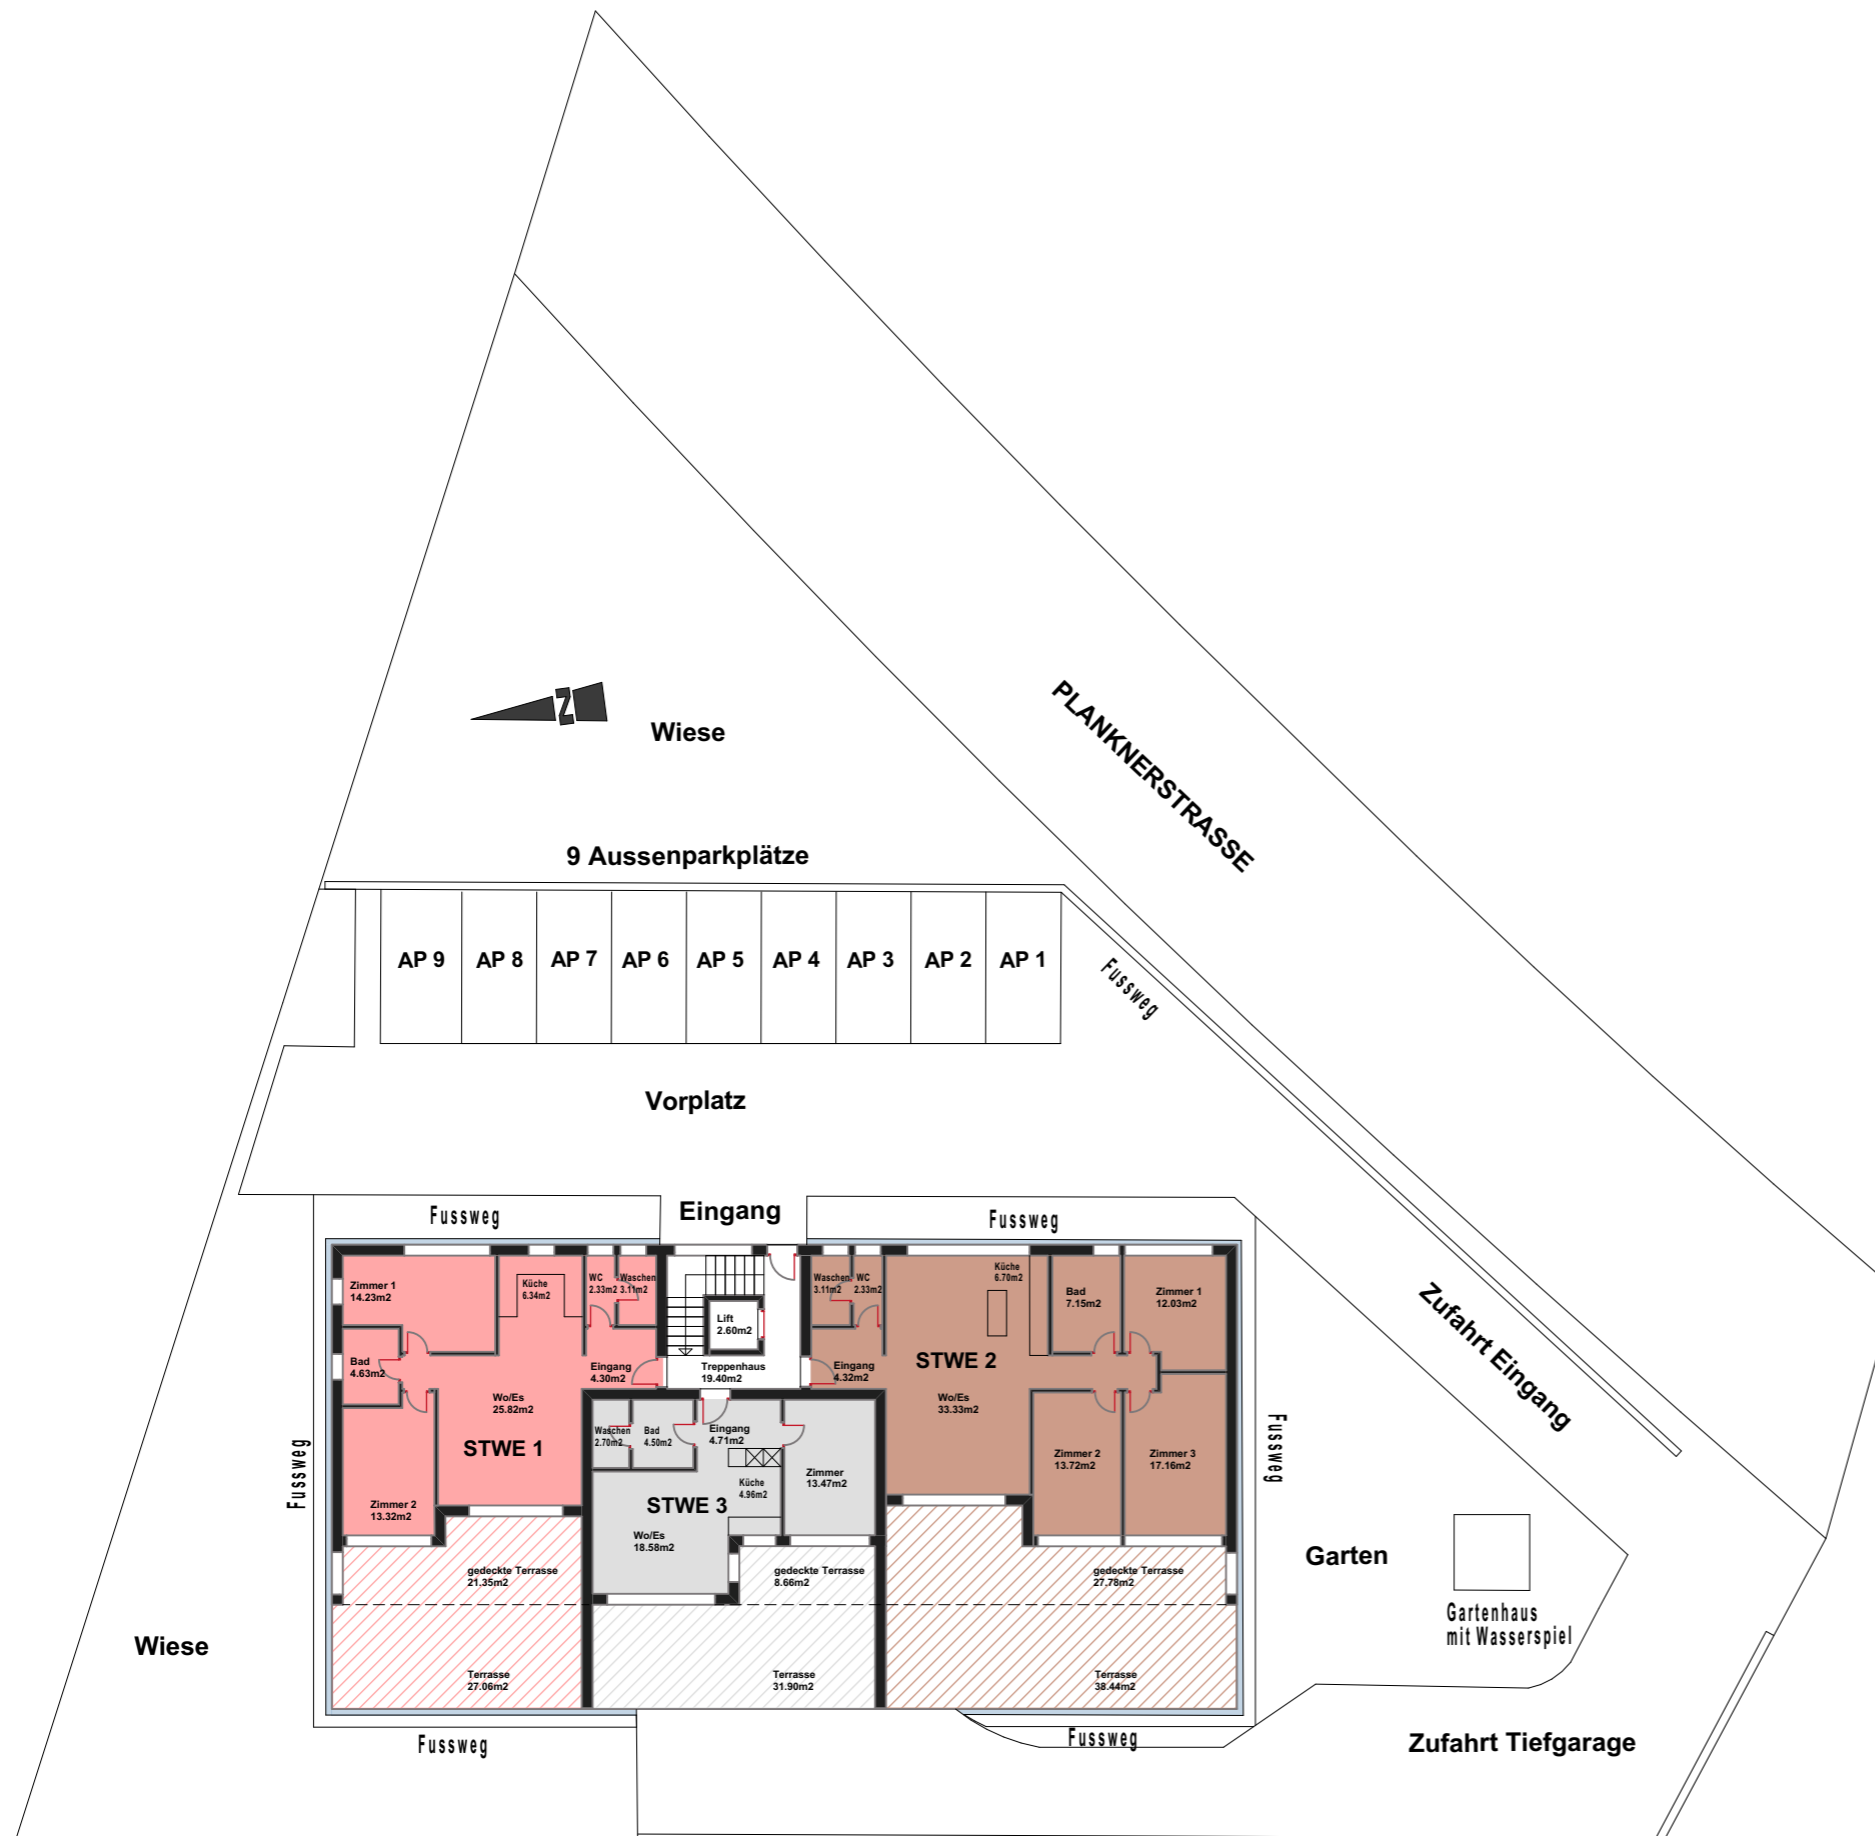 N
Wiese
PLANKNERSTRASSE
9 Aussenparkplätze
AP 9
AP 8
AP 7
AP 6
AP 5
AP 4
AP 3
AP 2
AP 1
Fussweg
Vorplatz
Fussweg
Eingang
Fussweg
Zimmer 1
14.23m2
Küche
6.34m2
WC
2.33m2
Waschen
3.11m2
Lift
2.60m2
Waschen
3.11m2
WC
2.33m2
Küche
6.70m2
Bad
7.15m2
Zimmer 1
12.03m2
Zufahrt Eingang
Bad
4.63m2
Eingang
4.30m2
Treppenhaus
19.40m2
Eingang
4.32m2
STWE 2
Wo/Es
25.82m2
Wo/Es
33.33m2
STWE 1
Waschen
2.70m2
Bad
4.50m2
Eingang
4.71m2
Zimmer 2
13.72m2
Zimmer 3
17.16m2
Fussweg
Fussweg
Küche
4.96m2
Zimmer
13.47m2
Zimmer 2
13.32m2
STWE 3
Wo/Es
18.58m2
gedeckte Terrasse
21.35m2
gedeckte Terrasse
8.66m2
gedeckte Terrasse
27.78m2
Garten
Gartenhaus
mit Wasserspiel
Wiese
Terrasse
27.06m2
Terrasse
31.90m2
Terrasse
38.44m2
Fussweg
Fussweg
Zufahrt Tiefgarage